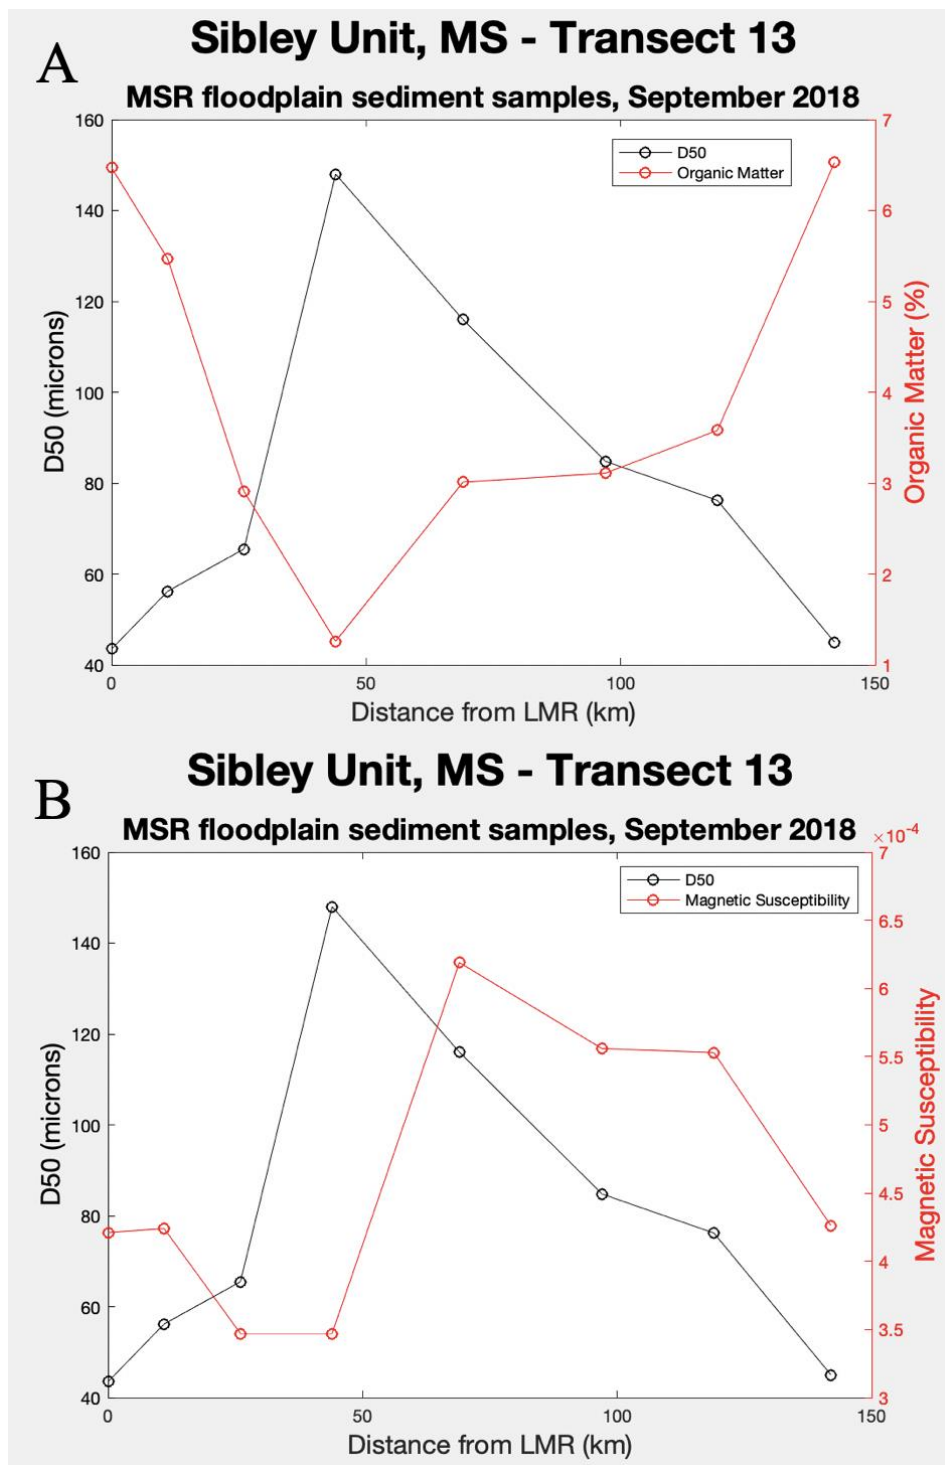 A
Sibley Unit, MS - Transect 13
MSR floodplain sediment samples, September 2018
160
140
120
100
80
60
40
D50 (microns)
D50
Organic Matter
7
6
5
4
3
2
1
Organic Matter (%)
0
50
100
150
Distance from LMR (km)
B
Sibley Unit, MS - Transect 13
MSR floodplain sediment samples, September 2018
×10⁻⁴
160
140
120
100
80
60
40
D50 (microns)
D50
Magnetic Susceptibility
7
6.5
6
5.5
5
4.5
4
3.5
3
Magnetic Susceptibility
0
50
100
150
Distance from LMR (km)